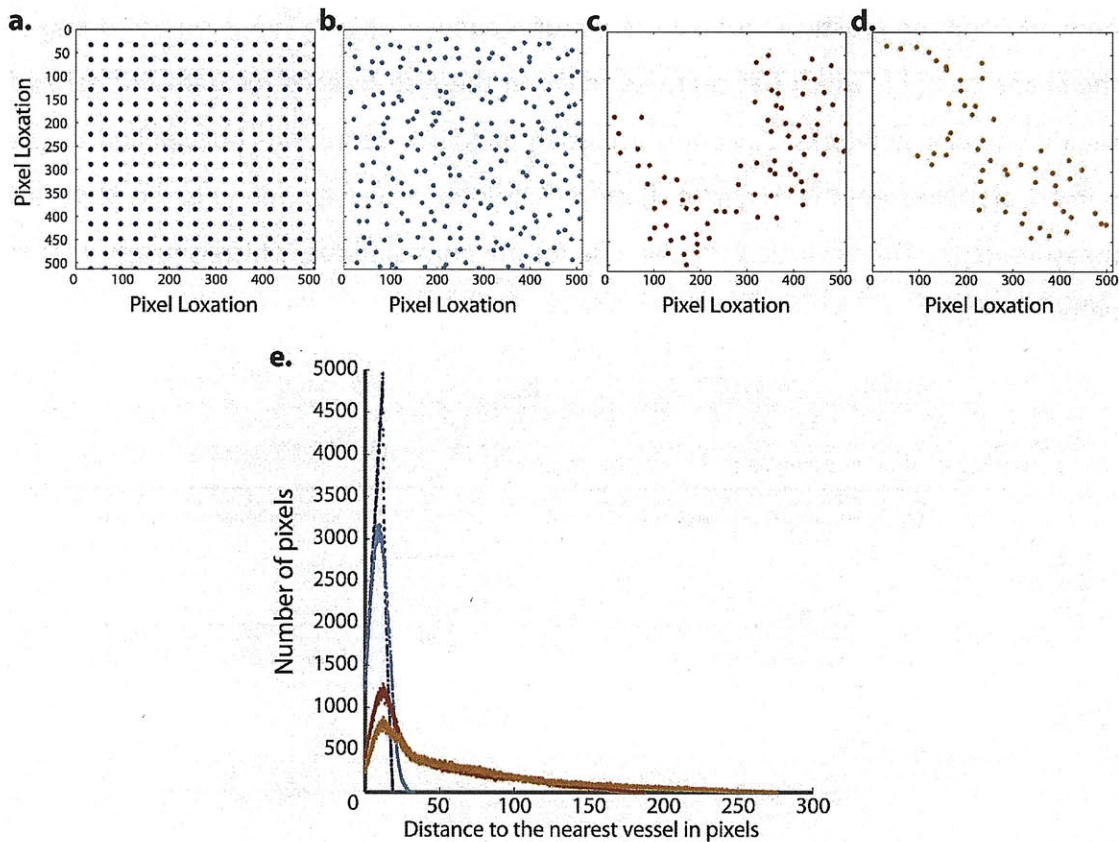 a.
b.
c.
d.
0
50
100
150
200
250
300
350
400
450
500
Pixel Loxation
0 100 200 300 400 500
0 100 200 300 400 500
0 100 200 300 400 500
0 100 200 300 400 500
Pixel Loxation
Pixel Loxation
Pixel Loxation
Pixel Loxation
e.
5000
4500
4000
3500
3000
2500
2000
1500
1000
500
Number of pixels
0 50 100 150 200 250 300
Distance to the nearest vessel in pixels